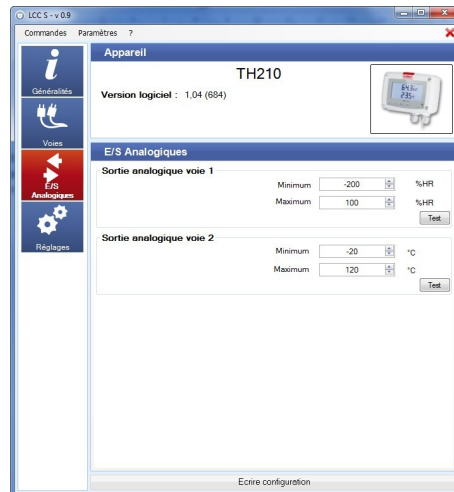 LCC S - v 0.9
Commandes Paramètres ?
Appareil
TH210
Version logiciel : 1,04 (684)
Généralités
Voies
E/S
Analogiques
Réglages
E/S Analogiques
Sortie analogique voie 1
Minimum -200 %HR
Maximum 100 %HR
Test
Sortie analogique voie 2
Minimum -20 °C
Maximum 120 °C
Test
Ecrire configuration